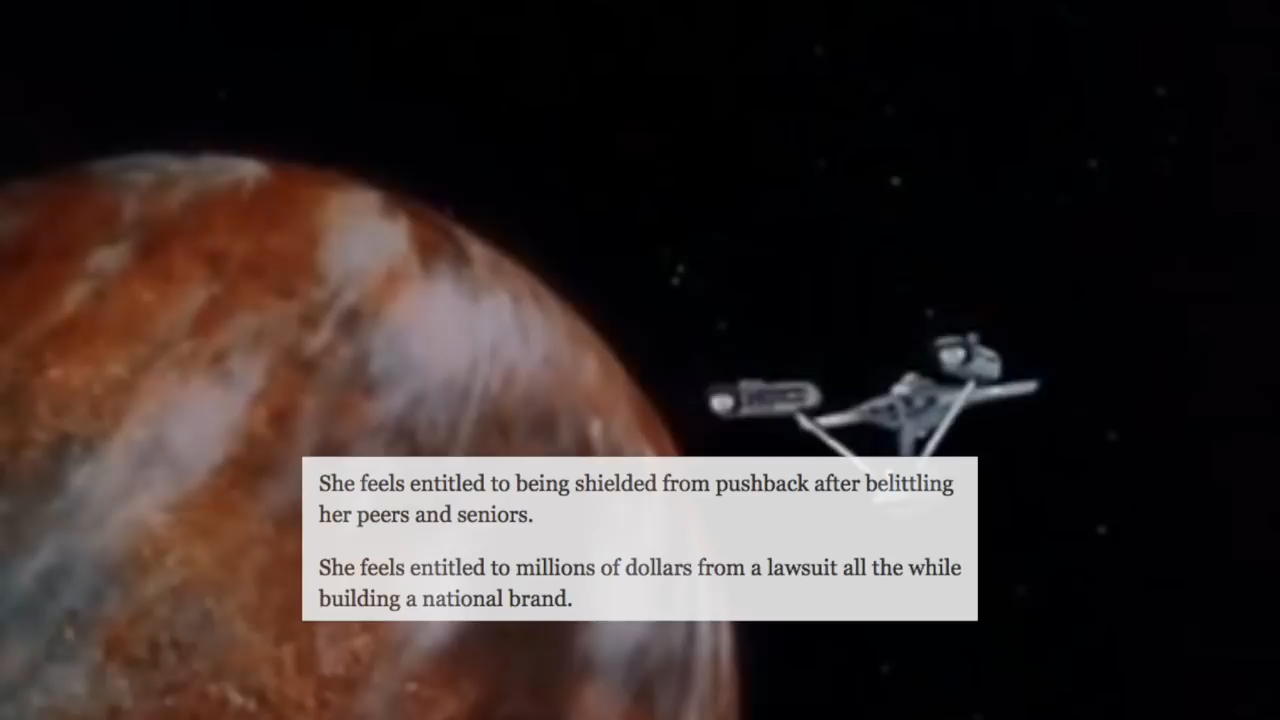 She feels entitled to being shielded from pushback after belittling
her peers and seniors.
She feels entitled to millions of dollars from a lawsuit all the while
building a national brand.